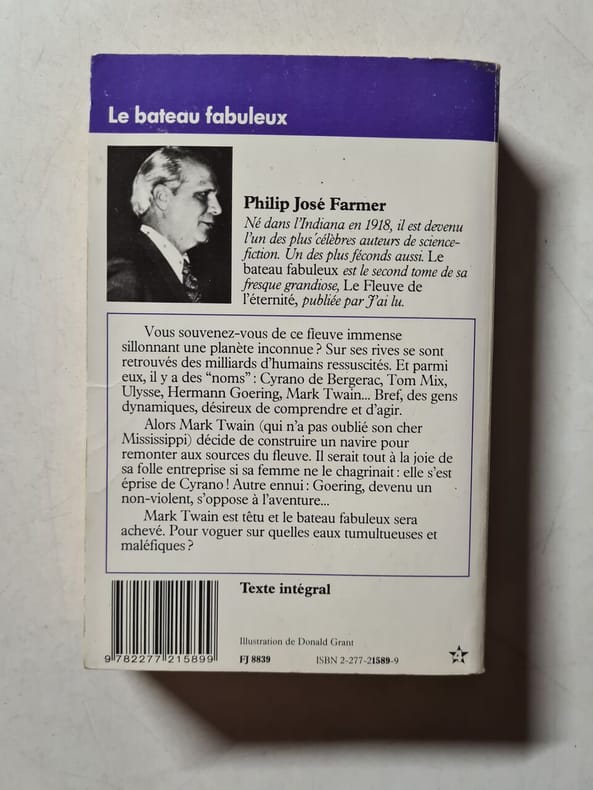 Le bateau fabuleux
Philip José Farmer
Né dans l'Indiana en 1918, il est devenu
l'un des plus célèbres auteurs de science-
fiction. Un des plus féconds aussi. Le
bateau fabuleux est le second tome de sa
fresque grandiose, Le Fleuve de
l'éternité, publiée par J'ai lu.
Vous souvenez-vous de ce fleuve immense
sillonnant une planète inconnue ? Sur ses rives se sont
retrouvés des milliards d'humains ressuscités. Et parmi
eux, il y a des “noms” : Cyrano de Bergerac, Tom Mix,
Ulysse, Hermann Goering, Mark Twain... Bref, des gens
dynamiques, désireux de comprendre et d'agir.
Alors Mark Twain (qui n'a pas oublié son cher
Mississippi) décide de construire un navire pour
remonter aux sources du fleuve. Il serait tout à la joie de
sa folle entreprise si sa femme ne le chagrinait : elle s'est
éprise de Cyrano ! Autre ennui : Goering, devenu un
non-violent, s'oppose à l'aventure...
Mark Twain est têtu et le bateau fabuleux sera
achevé. Pour voguer sur quelles eaux tumultueuses et
maléfiques ?
Texte intégral
Illustration de Donald Grant
9 782277 215899
FJ 8839
ISBN 2-277-21589-9
4